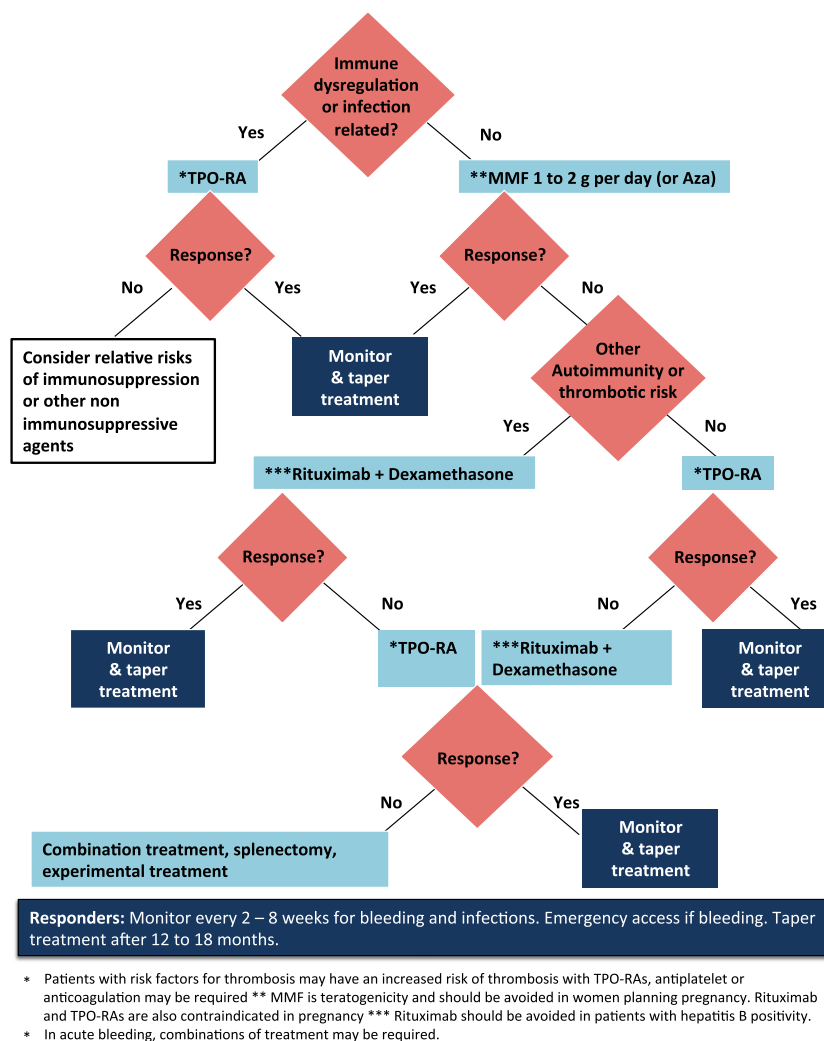 Immune
dysregulation
or infection
related?
Yes
No
*TPO-RA
**MMF 1 to 2 g per day (or Aza)
Response?
Response?
No
Yes
Yes
No
Consider relative risks
of immunosuppression
or other non
immunosuppressive
agents
Monitor
& taper
treatment
Other
Autoimmunity or
thrombotic risk
Yes
No
***Rituximab + Dexamethasone
*TPO-RA
Response?
Response?
Yes
No
No
Yes
Monitor
& taper
treatment
*TPO-RA
***Rituximab +
Dexamethasone
Monitor
& taper
treatment
Response?
No
Yes
Combination treatment, splenectomy,
experimental treatment
Monitor
& taper
treatment
Responders: Monitor every 2 – 8 weeks for bleeding and infections. Emergency access if bleeding. Taper
treatment after 12 to 18 months.
* Patients with risk factors for thrombosis may have an increased risk of thrombosis with TPO-RAs, antiplatelet or
anticoagulation may be required ** MMF is teratogenicity and should be avoided in women planning pregnancy. Rituximab
and TPO-RAs are also contraindicated in pregnancy *** Rituximab should be avoided in patients with hepatitis B positivity.
* In acute bleeding, combinations of treatment may be required.